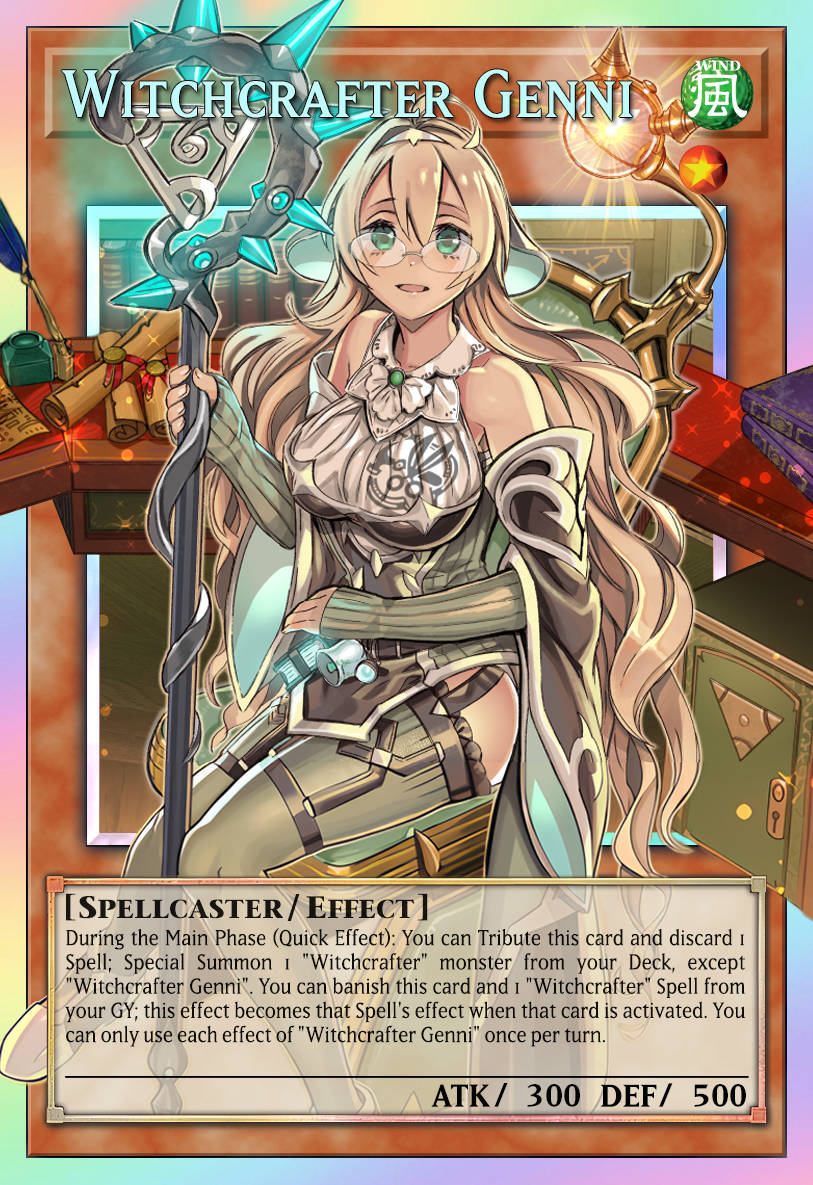 Witchcrafter Genni
WIND
風
[Spellcaster/Effect]
During the Main Phase (Quick Effect): You can Tribute this card and discard 1
Spell; Special Summon 1 "Witchcrafter" monster from your Deck, except
"Witchcrafter Genni". You can banish this card and 1 "Witchcrafter" Spell from
your GY; this effect becomes that Spell's effect when that card is activated. You
can only use each effect of "Witchcrafter Genni" once per turn.
ATK/ 300 DEF/ 500